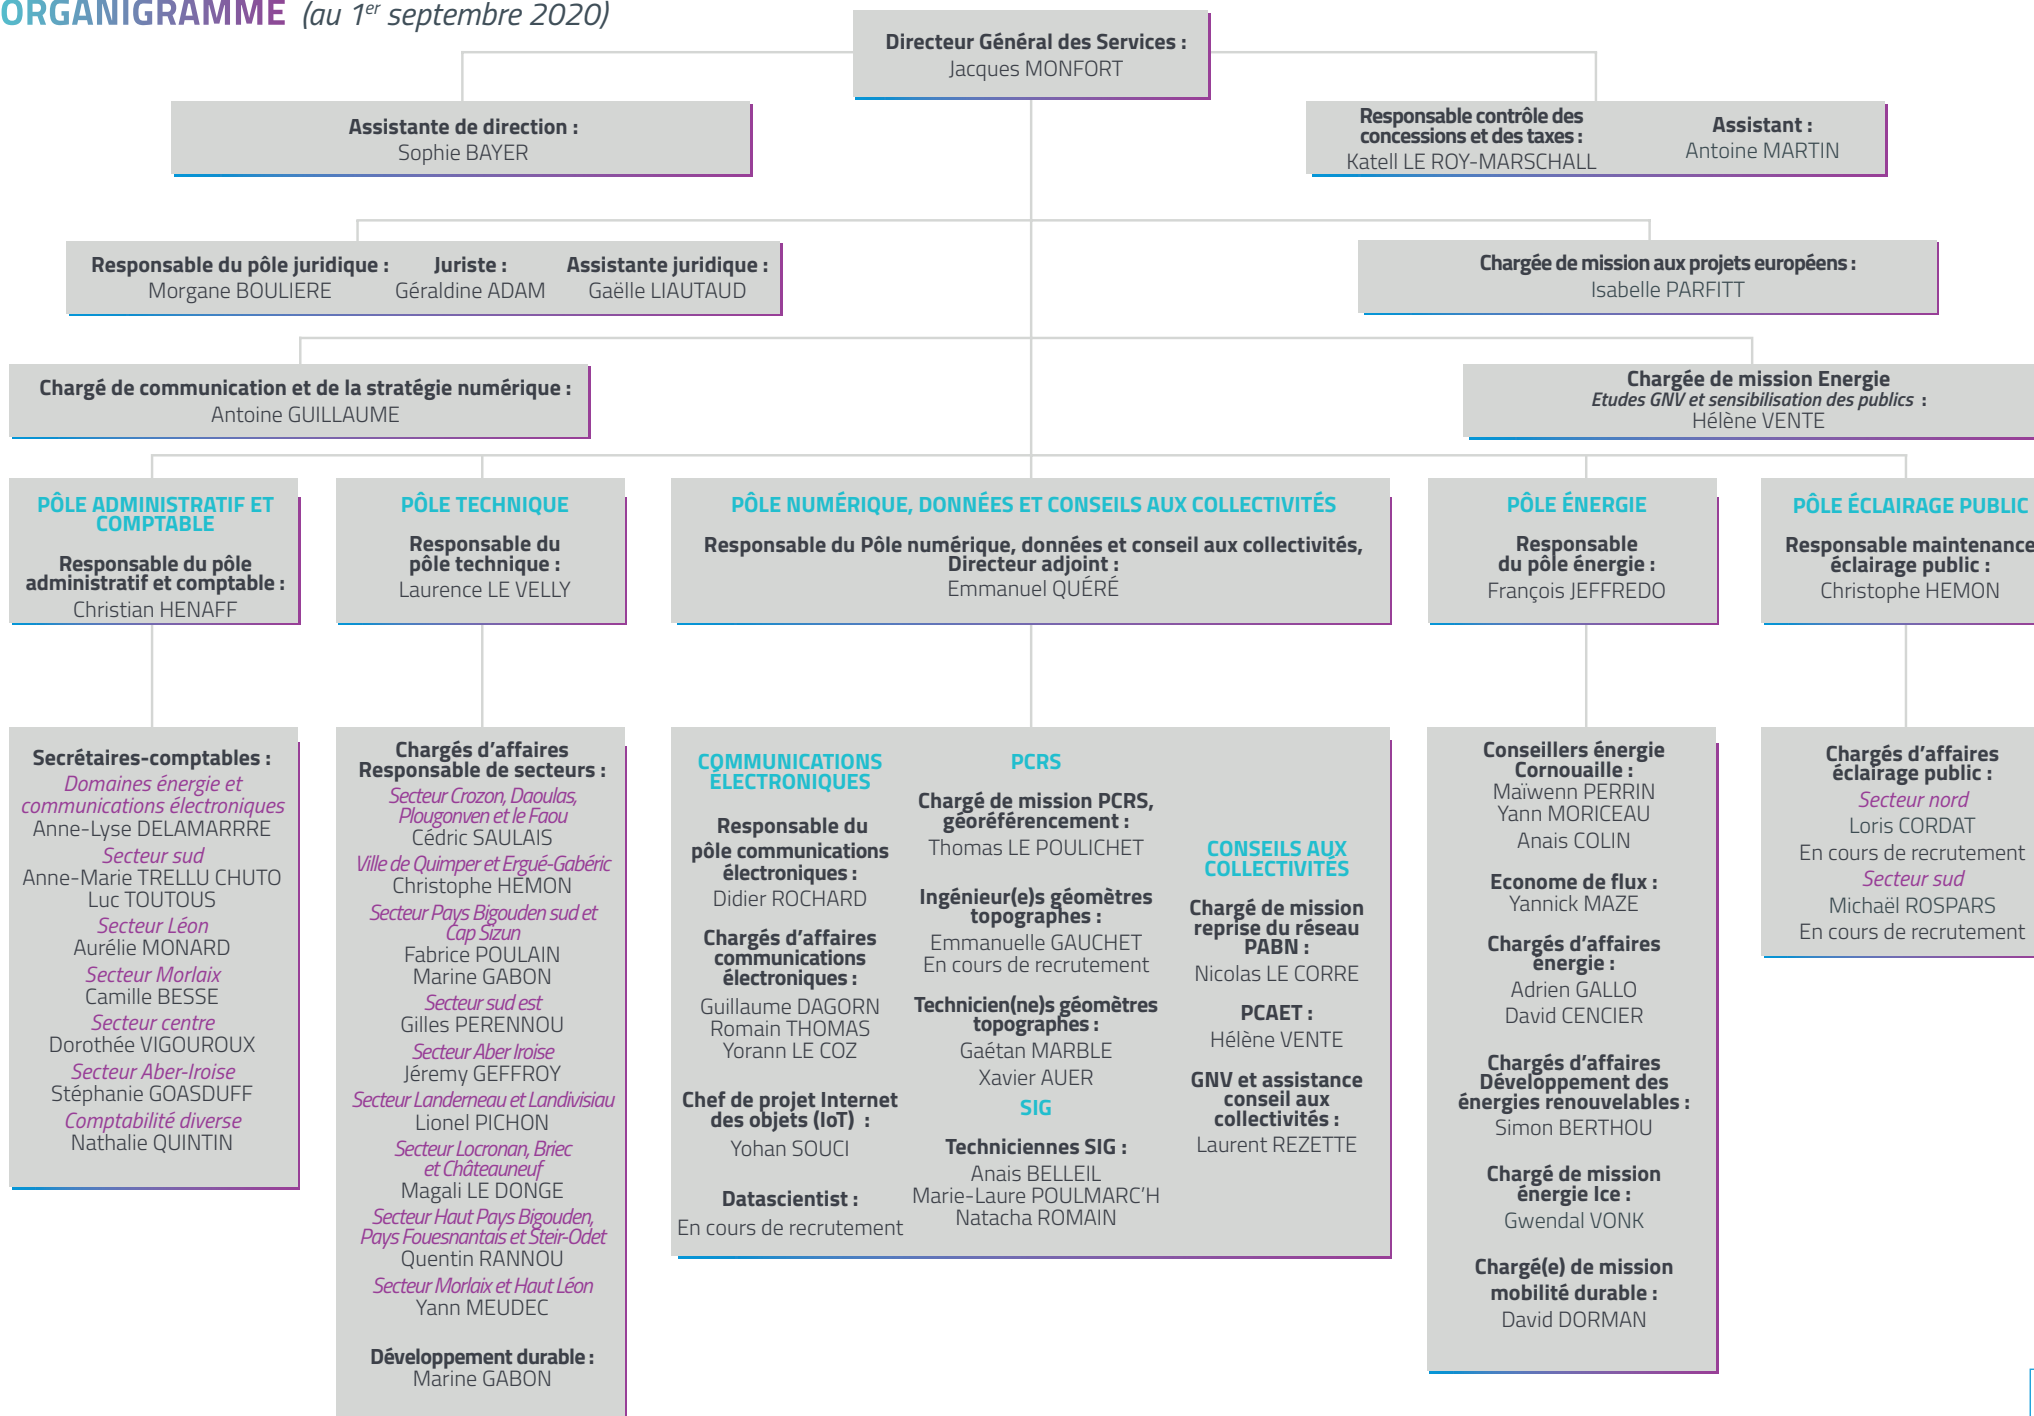 ORGANIGRAMME (au 1er septembre 2020)
Directeur Général des Services :
Jacques MONFORT
Assistante de direction :
Sophie BAYER
Responsable contrôle des
concessions et des taxes :
Katell LE ROY-MARSCHALL
Assistant :
Antoine MARTIN
Responsable du pôle juridique :
Morgane BOULIERE
Juriste :
Géraldine ADAM
Assistante juridique :
Gaëlle LIAUTAUD
Chargée de mission aux projets européens :
Isabelle PARFITT
Chargé de communication et de la stratégie numérique :
Antoine GUILLAUME
Chargée de mission Energie
Etudes GNV et sensibilisation des publics :
Hélène VENTE
PÔLE ADMINISTRATIF ET
COMPTABLE
Responsable du pôle
administratif et comptable :
Christian HENAFF
PÔLE TECHNIQUE
Responsable du
pôle technique :
Laurence LE VELLY
PÔLE NUMÉRIQUE, DONNÉES ET CONSEILS AUX COLLECTIVITÉS
Responsable du Pôle numérique, données et conseil aux collectivités,
Directeur adjoint :
Emmanuel QUÉRÉ
PÔLE ÉNERGIE
Responsable
du pôle énergie :
François JEFFREDO
PÔLE ÉCLAIRAGE PUBLIC
Responsable maintenance
éclairage public :
Christophe HEMON
Secrétaires-comptables :
Domaines énergie et
communications électroniques
Anne-Lyse DELAMARRRE
Secteur sud
Anne-Marie TRELLU CHUTO
Luc TOUTOUS
Secteur Léon
Aurélie MONARD
Secteur Morlaix
Camille BESSE
Secteur centre
Dorothée VIGOUROUX
Secteur Aber-Iroise
Stéphanie GOASDUFF
Comptabilité diverse
Nathalie QUINTIN
Chargés d’affaires
Responsable de secteurs :
Secteur Crozon, Daoulas,
Plougonven et le Faou
Cédric SAULAIS
Ville de Quimper et Ergué-Gabéric
Christophe HEMON
Secteur Pays Bigouden sud et
Cap Sizun
Fabrice POULAIN
Marine GABON
Secteur sud est
Gilles PERENNOU
Secteur Aber Iroise
Jéremy GEFFROY
Secteur Landerneau et Landivisiau
Lionel PICHON
Secteur Locronan, Briec
et Châteauneuf
Magali LE DONGE
Secteur Haut Pays Bigouden,
Pays Fouesnantais et Steir-Odet
Quentin RANNOU
Secteur Morlaix et Haut Léon
Yann MEUDEC
Développement durable :
Marine GABON
COMMUNICATIONS
ÉLECTRONIQUES
Responsable du
pôle communications
électroniques :
Didier ROCHARD
Chargés d’affaires
communications
électroniques :
Guillaume DAGORN
Romain THOMAS
Yorann LE COZ
Chef de projet Internet
des objets (IoT) :
Yohan SOUCI
Datascientist :
En cours de recrutement
PCRS
Chargé de mission PCRS,
géoréférencement :
Thomas LE POULICHET
Ingénieur(e)s géomètres
topographes :
Emmanuelle GAUCHET
En cours de recrutement
Technicien(ne)s géomètres
topographes :
Gaétan MARBLE
Xavier AUER
SIG
Techniciennes SIG :
Anais BELLEIL
Marie-Laure POULMARC’H
Natacha ROMAIN
CONSEILS AUX
COLLECTIVITÉS
Chargé de mission
reprise du réseau
PABN :
Nicolas LE CORRE
PCAET :
Hélène VENTE
GNV et assistance
conseil aux
collectivités :
Laurent REZETTE
Conseillers énergie
Cornouaille :
Maïwenn PERRIN
Yann MORICEAU
Anais COLIN
Econome de flux :
Yannick MAZE
Chargés d’affaires
énergie :
Adrien GALLO
David CENCIER
Chargés d’affaires
Développement des
énergies renouvelables :
Simon BERTHOU
Chargé de mission
énergie Ice :
Gwendal VONK
Chargé(e) de mission
mobilité durable :
David DORMAN
Chargés d’affaires
éclairage public :
Secteur nord
Loris CORDAT
En cours de recrutement
Secteur sud
Michaël ROSPARS
En cours de recrutement